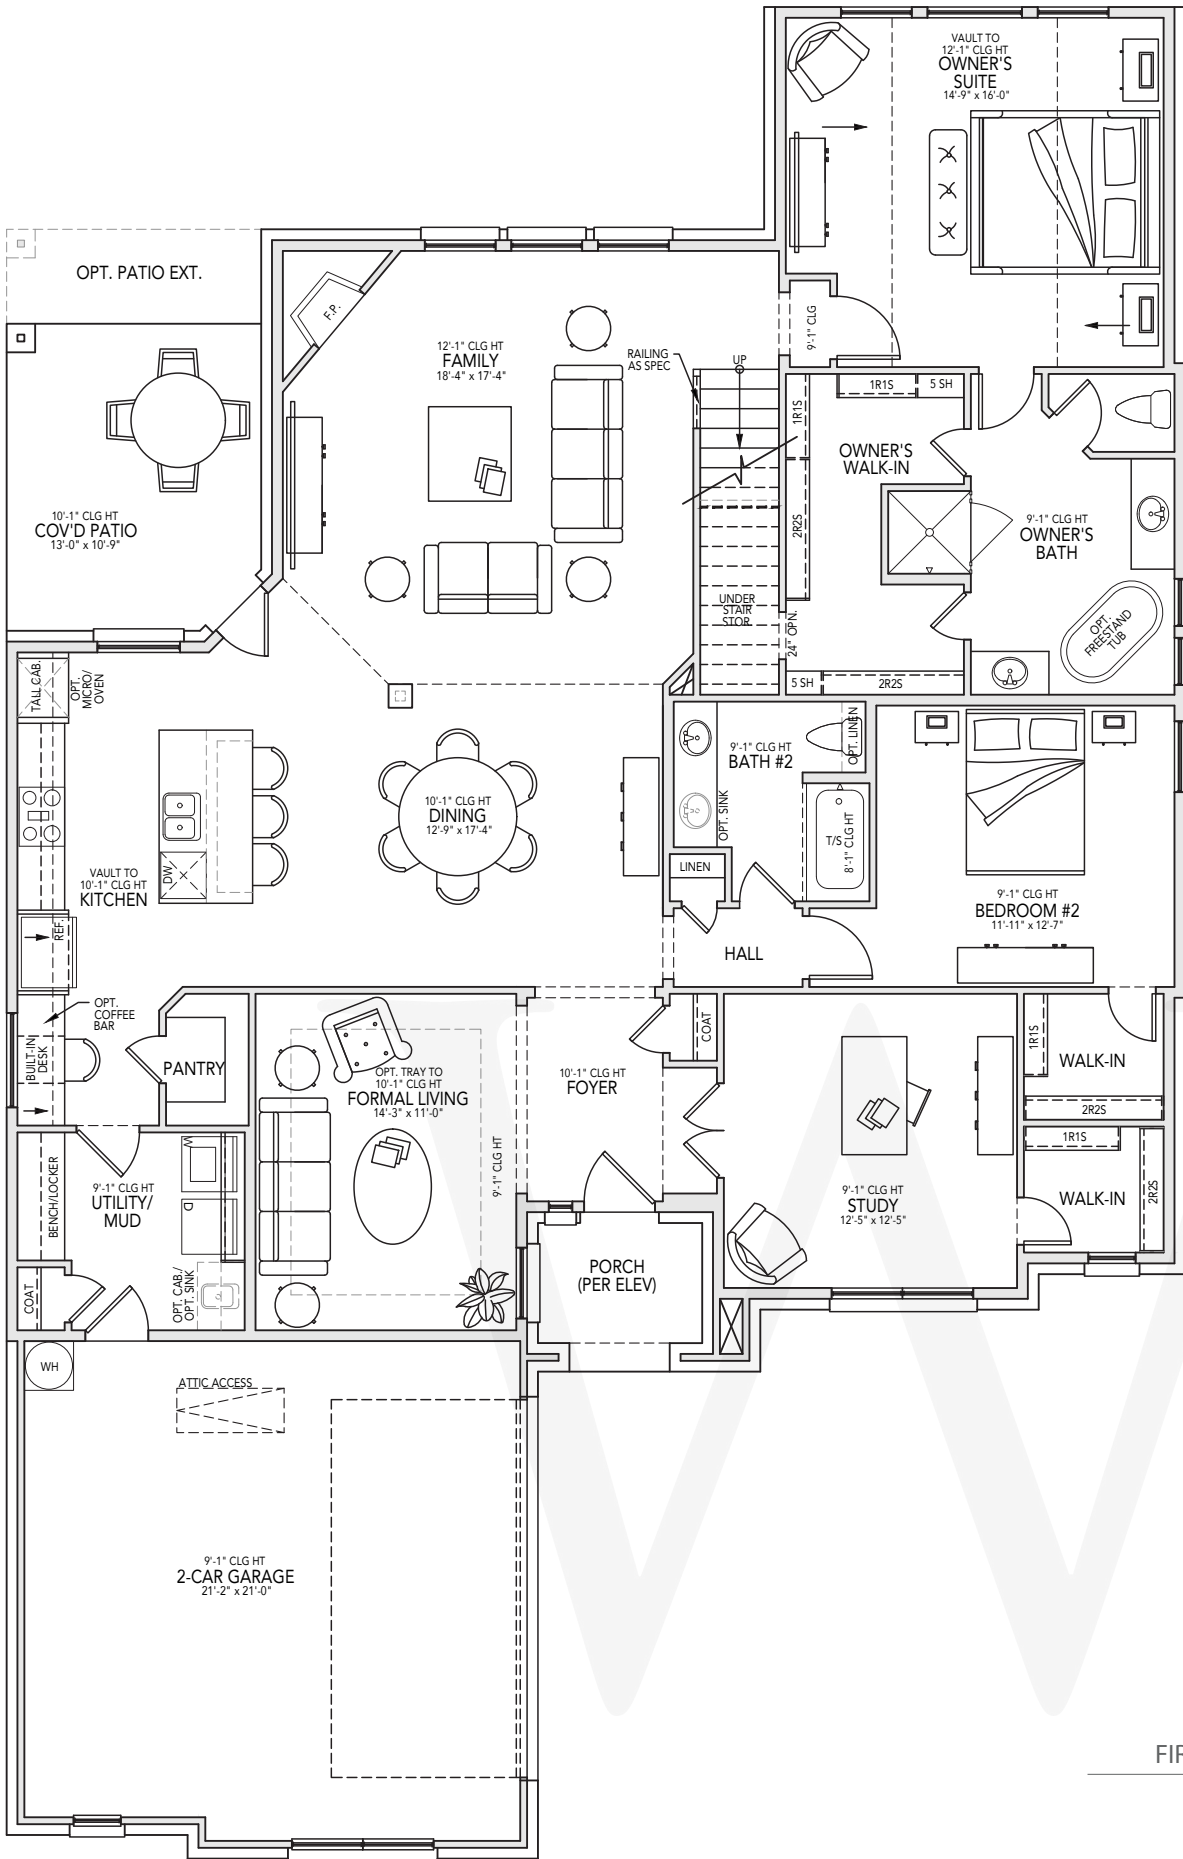 VAULT TO
12'-1" CLG HT
OWNER'S
SUITE
14'-9" x 16'-0"
OPT. PATIO EXT.
F.P.
9'-1" CLG
12'-1" CLG HT
FAMILY
18'-4" x 17'-4"
RAILING
AS SPEC
UP
1R1S
5 SH
1R1S
OWNER'S
WALK-IN
10'-1" CLG HT
COV'D PATIO
13'-0" x 10'-9"
2R2S
9'-1" CLG HT
OWNER'S
BATH
UNDER
STAIR
STOR
24" OPN.
OPT.
FREESTAND
TUB
5 SH
2R2S
TALL CAB.
OPT.
MICRO/
OVEN
9'-1" CLG HT
BATH #2
OPT. LINEN
OPT. SINK
10'-1" CLG HT
DINING
12'-9" x 17'-4"
T/S
8'-1" CLG HT
VAULT TO
10'-1" CLG HT
KITCHEN
DW
LINEN
9'-1" CLG HT
BEDROOM #2
11'-11" x 12'-7"
REF.
HALL
OPT.
COFFEE
BAR
BUILT-IN
DESK
PANTRY
OPT. TRAY TO
10'-1" CLG HT
FORMAL LIVING
14'-3" x 11'-0"
9'-1" CLG HT
10'-1" CLG HT
FOYER
COAT
1R1S
WALK-IN
2R2S
1R1S
WALK-IN
2R2S
BENCH/LOCKER
9'-1" CLG HT
UTILITY/
MUD
W
D
9'-1" CLG HT
STUDY
12'-5" x 12'-5"
PORCH
(PER ELEV)
COAT
OPT. CAB./
OPT. SINK
WH
ATTIC ACCESS
9'-1" CLG HT
2-CAR GARAGE
21'-2" x 21'-0"
W
FIR